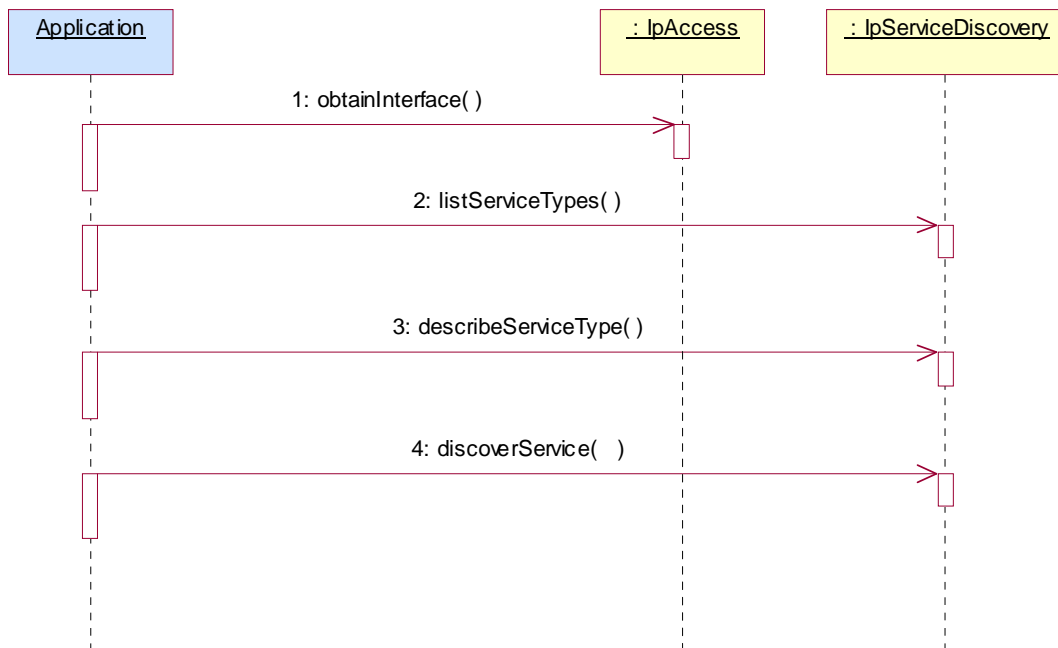 Application
: IpAccess
: IpServiceDiscovery
1: obtainInterface( )
2: listServiceTypes( )
3: describeServiceType( )
4: discoverService(   )